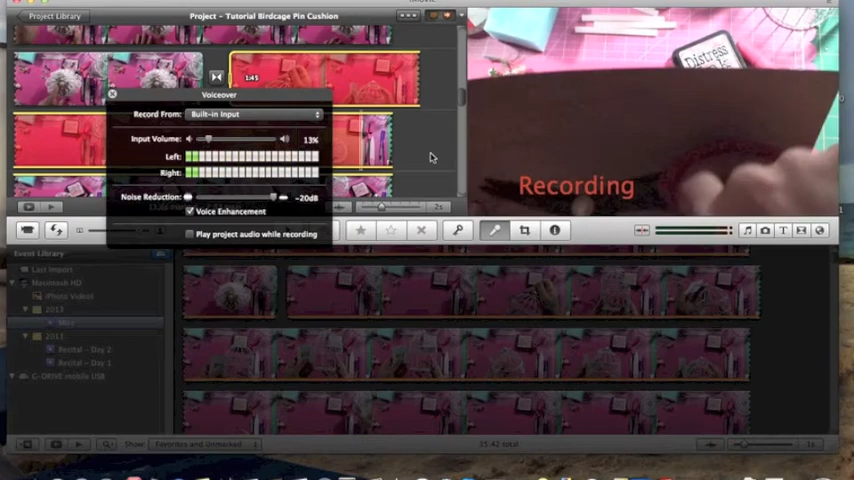 Project Library
Project – Tutorial Birdcage Pin Cushion
1:45
Distress
Voiceover
Record From: Built-in Input
Input Volume: 13%
Left:
Right:
Noise Reduction: -20dB
Voice Enhancement
Play project audio while recording
Recording
2s
Event Library
Last Import
Macintosh HD
iPhoto Videos
2013
Recital – Day 2
Recital – Day 1
G-DRIVE mobile USB
Show: Favorites and Unmarked
35:42 total